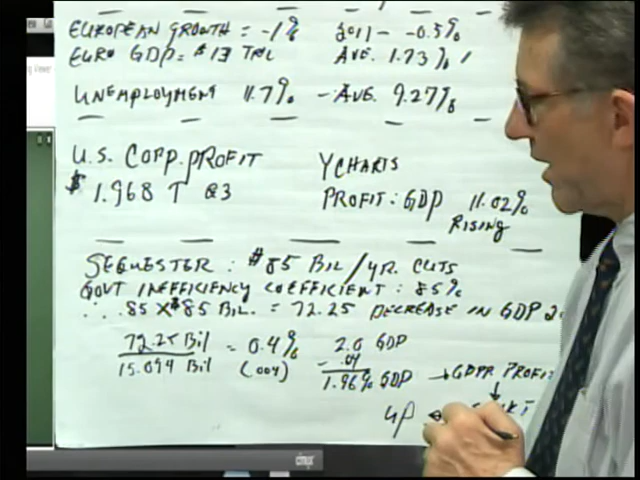 EUROPEAN GROWTH = -1% 2011- -0.5%
EURO GDP = $13 TRL AVE. 1.73%
UNEMPLOYMENT 11.7% - AVE. 9.27%
U.S. CORP. PROFIT YCHARTS
$1.968 T Q3 PROFIT: GDP 11.02%
RISING
SEQUESTER: $85 BIL/YR. CUTS
GOVT INEFFICIENCY COEFFICIENT: 85%
∴ .85 X $85 BIL. = 72.25 DECREASE IN GDP
72.25 Bil = 0.4% 2.0 GDP
15.094 Bil (.004) - .04
1.96% GDP → PROFIT
UP